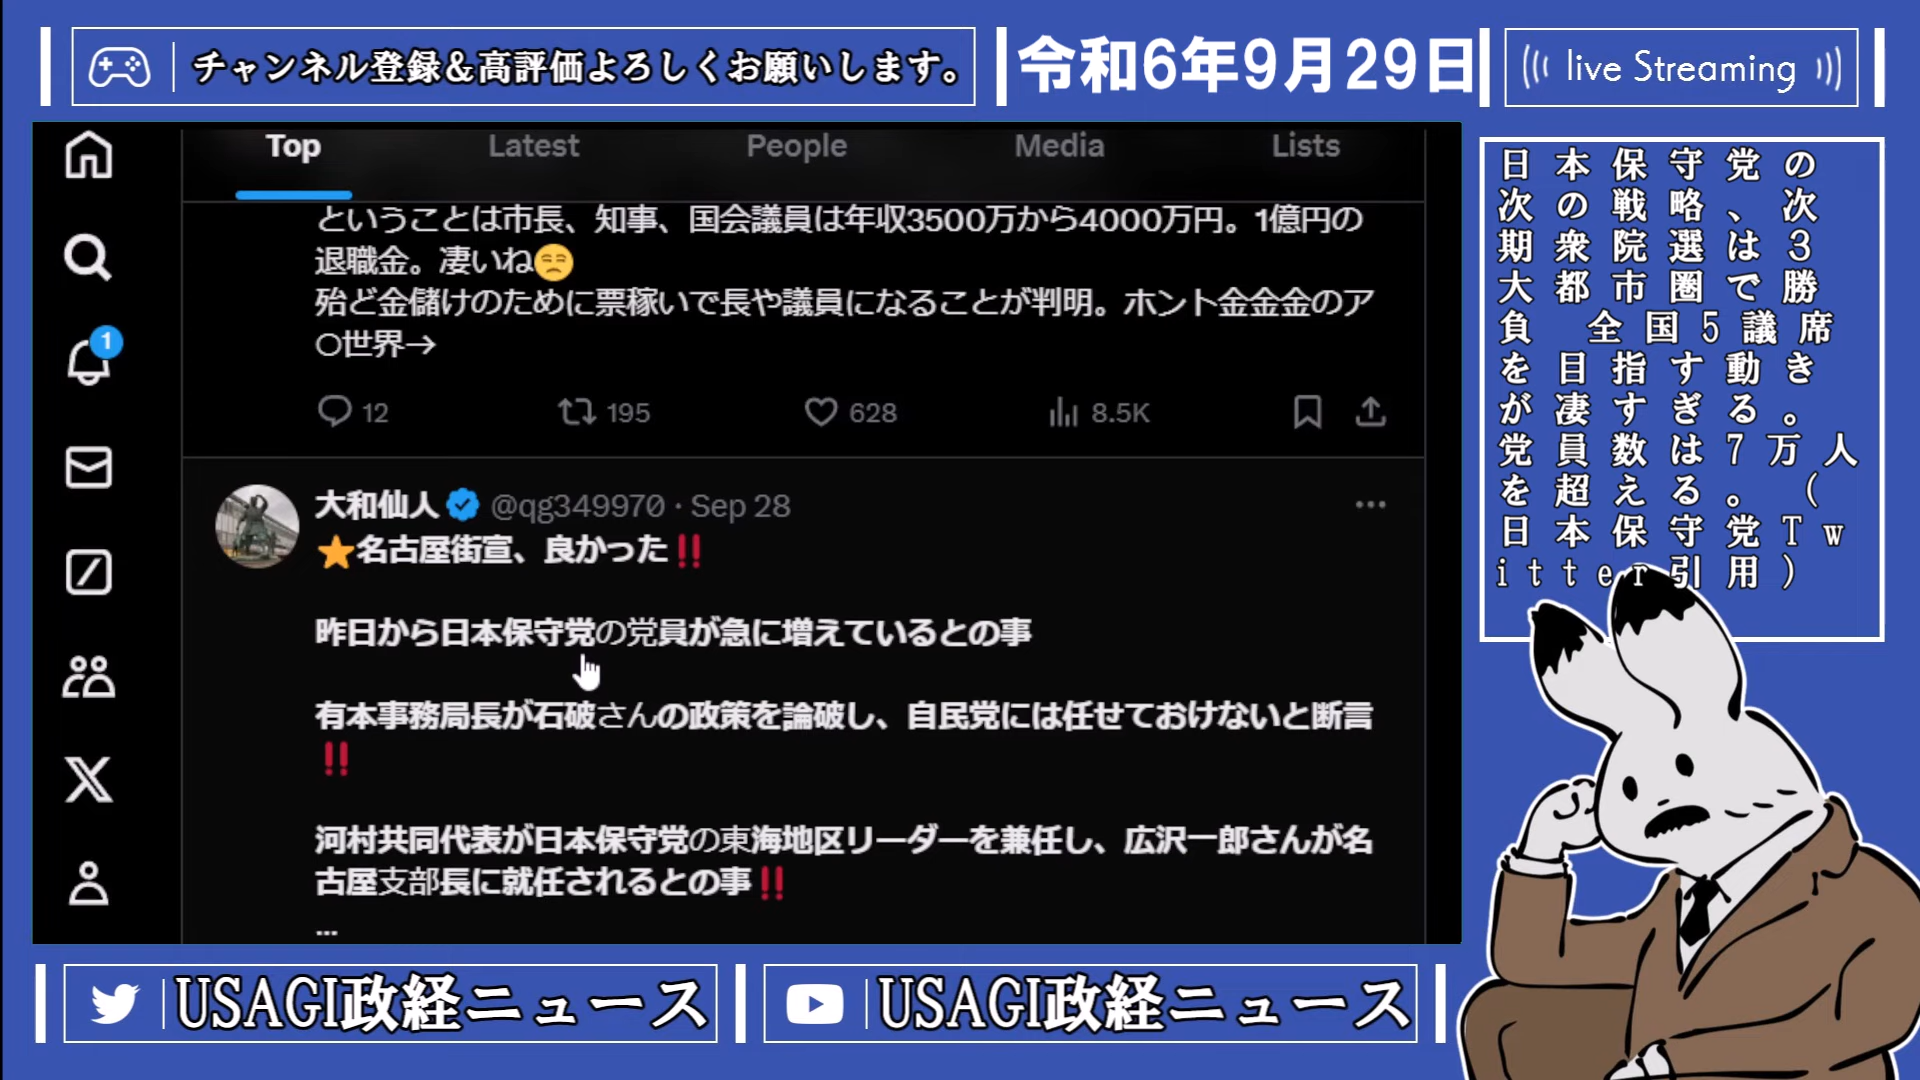 チャンネル登録&高評価よろしくお願いします。
令和6年9月29日
live Streaming
Top Latest People Media Lists
ということは市長、知事、国会議員は年収3500万から4000万円。1億円の
退職金。凄いね😒
殆ど金儲けのために票稼いで長や議員になることが判明。ホント金金金のア
〇世界→
12 195 628 8.5K
1
大和仙人 @qg349970 · Sep 28
⭐名古屋街宣、良かった‼️
昨日から日本保守党の党員が急に増えているとの事
有本事務局長が石破さんの政策を論破し、自民党には任せておけないと断言
‼️
河村共同代表が日本保守党の東海地区リーダーを兼任し、広沢一郎さんが名
古屋支部長に就任されるとの事‼️
...
日本保守党の
次の戦略、次
期衆院選は3
大都市圏で勝
負 全国5議席
を目指す動き
が凄すぎる。
党員数は7万人
を超える。(
日本保守党Tw
itter引用)
USAGI政経ニュース
USAGI政経ニュース